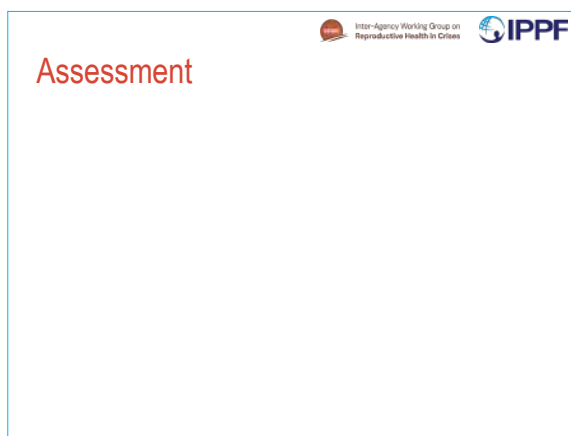 Inter-Agency Working Group on
Reproductive Health in Crises
IPPF
Assessment